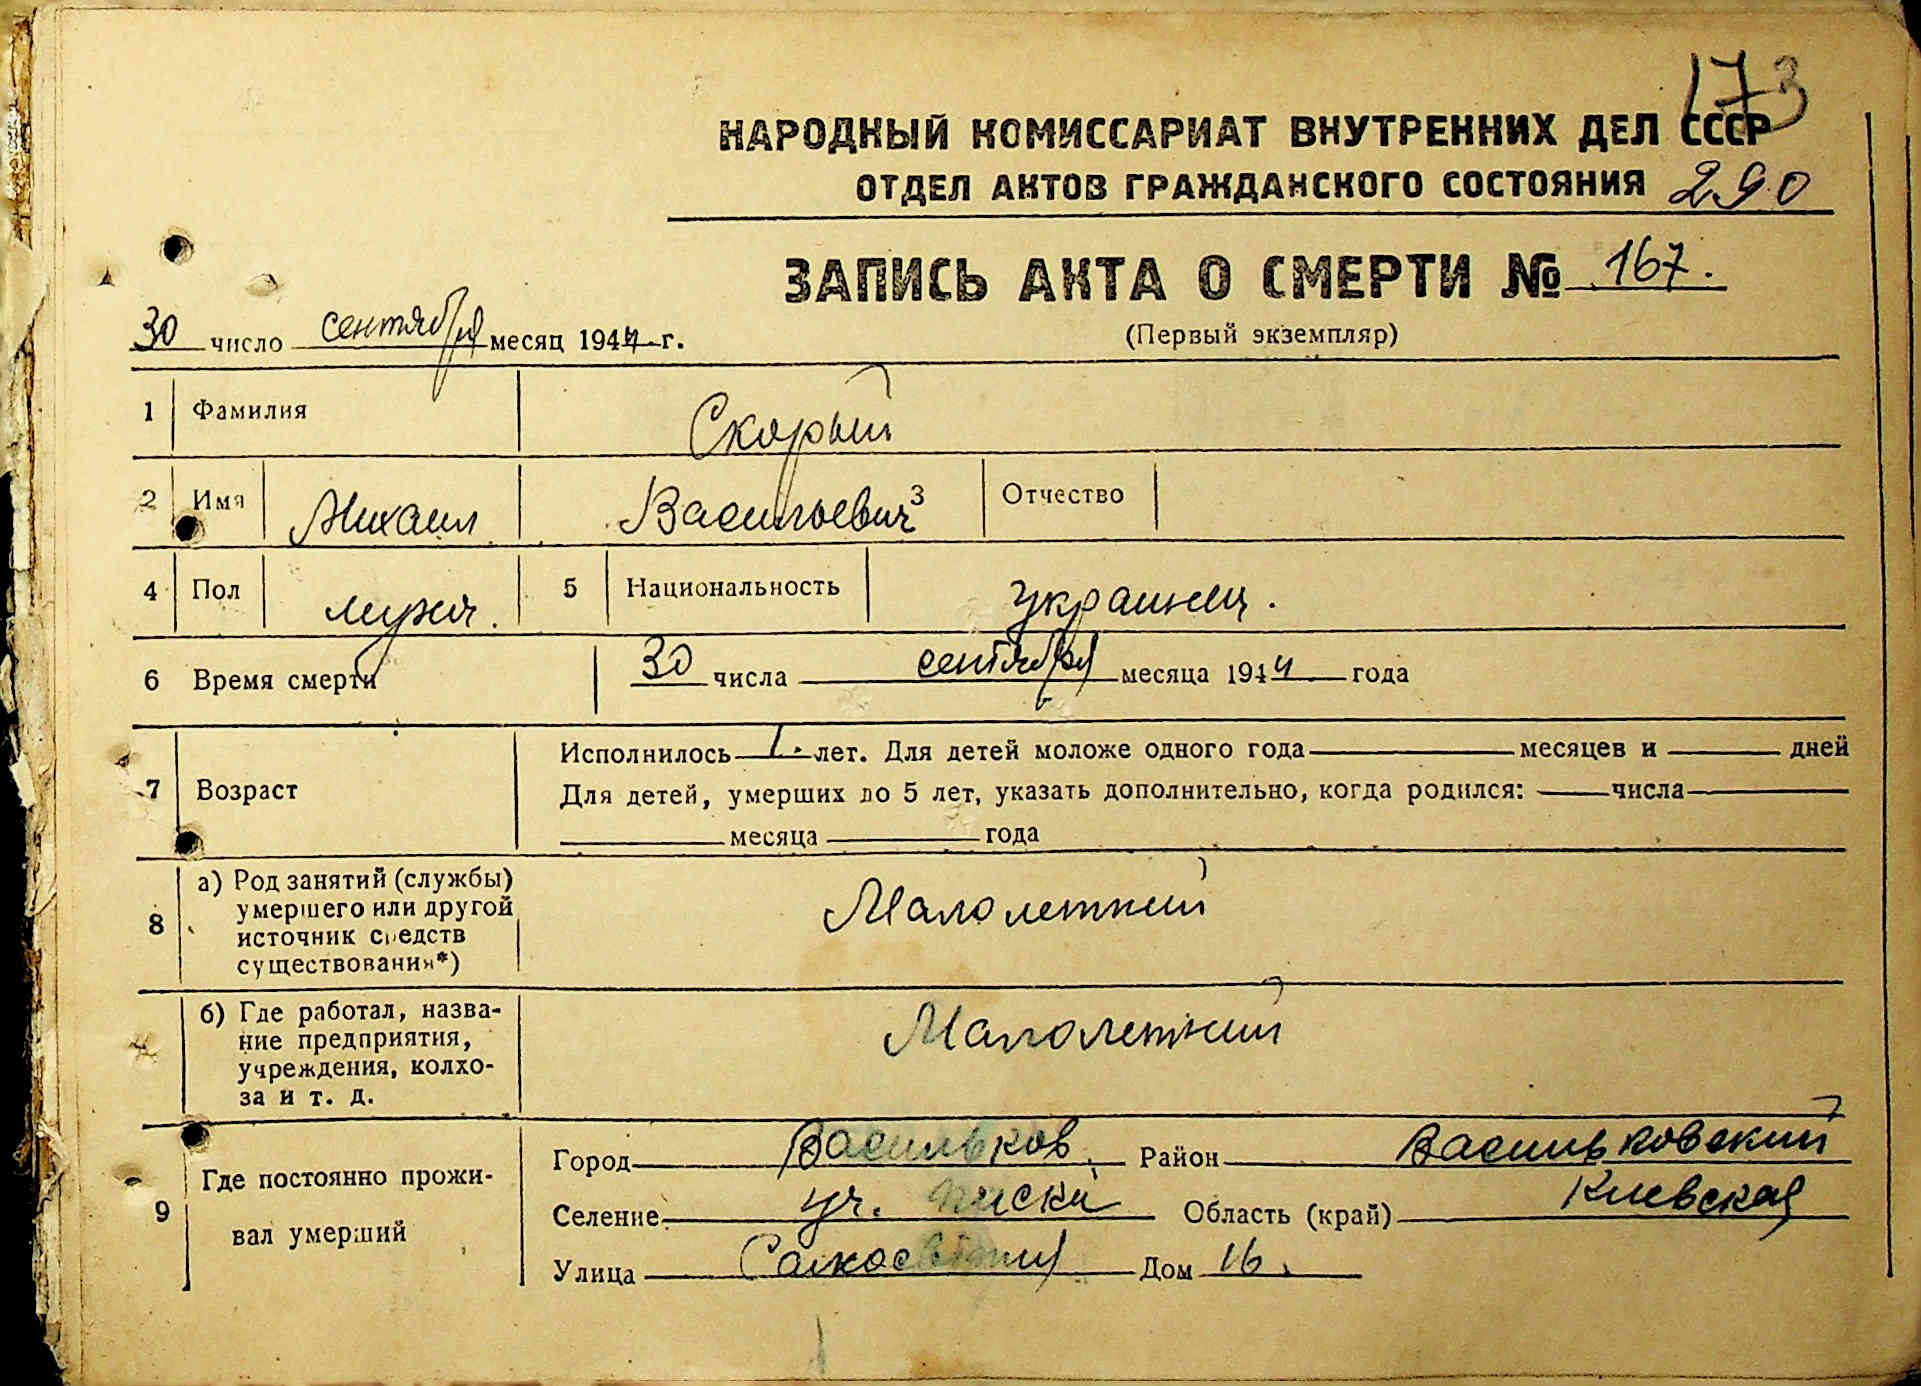 173
НАРОДНЫЙ КОМИССАРИАТ ВНУТРЕННИХ ДЕЛ СССР
ОТДЕЛ АКТОВ ГРАЖДАНСКОГО СОСТОЯНИЯ 290
ЗАПИСЬ АКТА О СМЕРТИ № 167.
(Первый экземпляр)
30 число сентября месяц 1944 г.
1 Фамилия Скорый
2 Имя Михаил Васильевич 3 Отчество
4 Пол мужч. 5 Национальность украинец.
6 Время смерти 30 числа сентября месяца 1944 года
7 Возраст
Исполнилось 1. лет. Для детей моложе одного года месяцев и дней
Для детей, умерших до 5 лет, указать дополнительно, когда родился: числа
месяца года
8 а) Род занятий (службы)
умершего или другой
источник средств
существования*)
Малолетний
б) Где работал, назва-
ние предприятия,
учреждения, колхо-
за и т. д.
Малолетний
9 Где постоянно прожи-
вал умерший
Город Васильков. Район Васильковский
Селение уч. Пески Область (край) Киевская
Улица Дом 16.